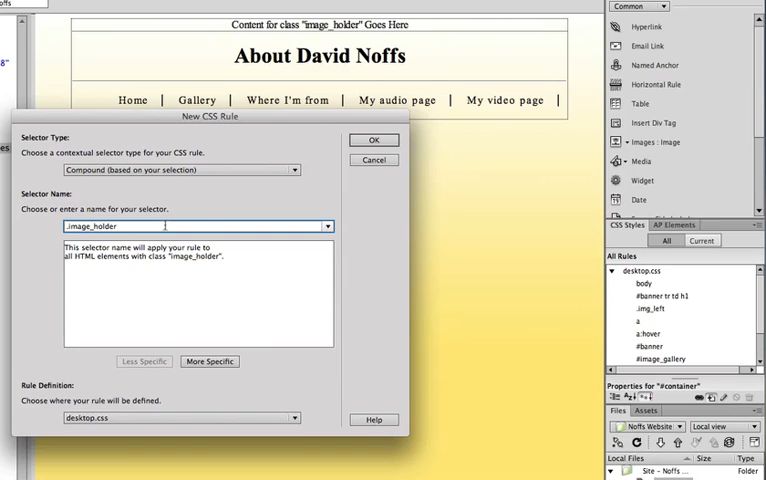 noffs
Content for class "image_holder" Goes Here
About David Noffs
Home | Gallery | Where I'm from | My audio page | My video page |
8"
es
New CSS Rule
Selector Type:
Choose a contextual selector type for your CSS rule.
Compound (based on your selection)
Selector Name:
Choose or enter a name for your selector.
.image_holder
This selector name will apply your rule to
all HTML elements with class "image_holder".
Less Specific
More Specific
Rule Definition:
Choose where your rule will be defined.
desktop.css
OK
Cancel
Help
Common
Hyperlink
Email Link
Named Anchor
Horizontal Rule
Table
Insert Div Tag
Images : Image
Media
Widget
Date
CSS Styles
AP Elements
All
Current
All Rules
desktop.css
body
#banner tr td h1
.img_left
a
a:hover
#banner
#image_gallery
Properties for "#container"
Files
Assets
Noffs Website
Local view
Local Files
Size
Type
Site - Noffs ...
Folder